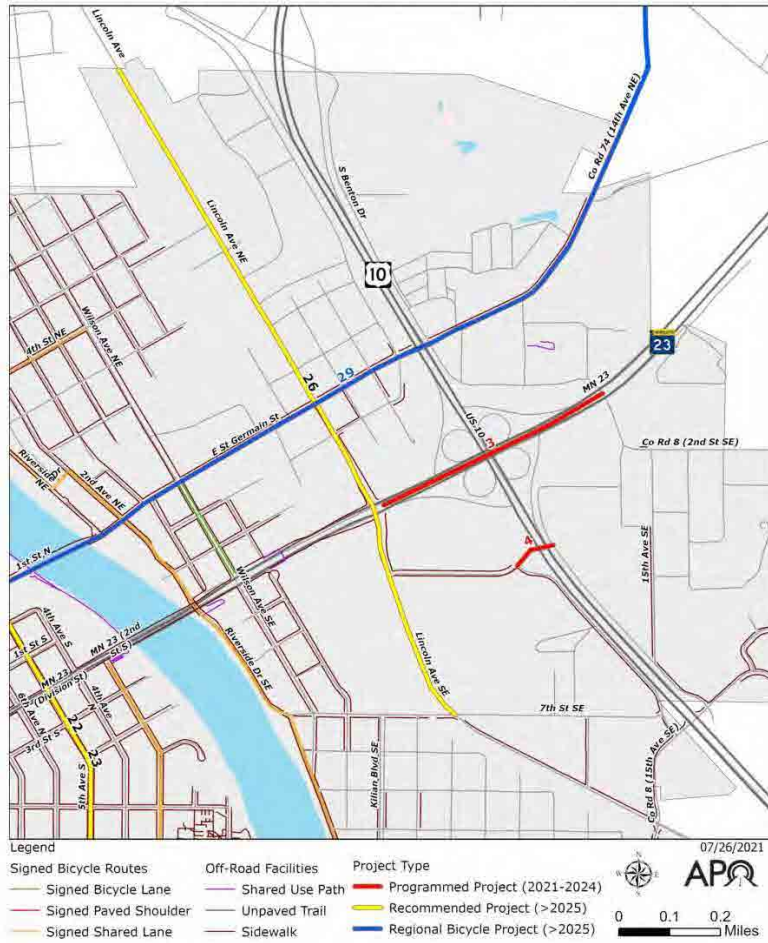 Lincoln Ave
S Benton Dr
Co Rd 74 (14th Ave NE)
Lincoln Ave NE
10
Wilson Ave NE
4th St NE
23
MN 23
26
29
E St Germain St
US-10
3
Co Rd 8 (2nd St SE)
Riverside Dr
NE
2nd Ave NE
4
1st St N
15th Ave SE
Wilson Ave SE
MN 23 (2nd
St S)
4th Ave S
1st St S
MN 23
(Division St)
Riverside Dr SE
Lincoln Ave SE
6th Ave N
4th Ave
N
22
23
3rd St S
7th St SE
5th Ave S
Kilian Blvd SE
Co Rd 8 (15th Ave SE)
Legend
07/26/2021
Signed Bicycle Routes
Signed Bicycle Lane
Signed Paved Shoulder
Signed Shared Lane
Off-Road Facilities
Shared Use Path
Unpaved Trail
Sidewalk
Project Type
Programmed Project (2021-2024)
Recommended Project (>2025)
Regional Bicycle Project (>2025)
N
W E
S
APO
0 0.1 0.2
Miles